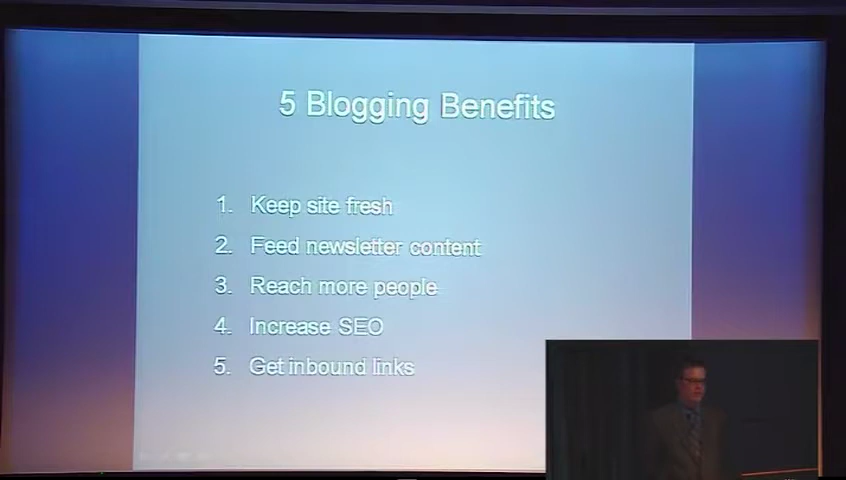 5 Blogging Benefits
1. Keep site fresh
2. Feed newsletter content
3. Reach more people
4. Increase SEO
5. Get inbound links